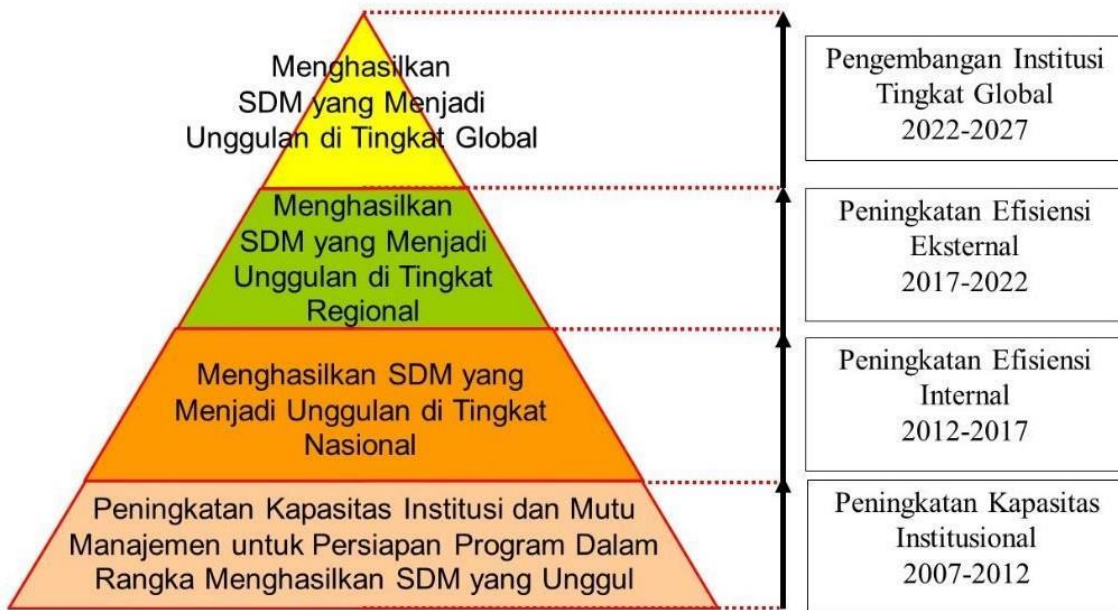 Menghasilkan
SDM yang Menjadi
Unggulan di Tingkat Global
Pengembangan Institusi
Tingkat Global
2022-2027
Menghasilkan
SDM yang Menjadi
Unggulan di Tingkat
Regional
Peningkatan Efisiensi
Eksternal
2017-2022
Menghasilkan SDM yang
Menjadi Unggulan di Tingkat
Nasional
Peningkatan Efisiensi
Internal
2012-2017
Peningkatan Kapasitas Institusi dan Mutu
Manajemen untuk Persiapan Program Dalam
Rangka Menghasilkan SDM yang Unggul
Peningkatan Kapasitas
Institusional
2007-2012